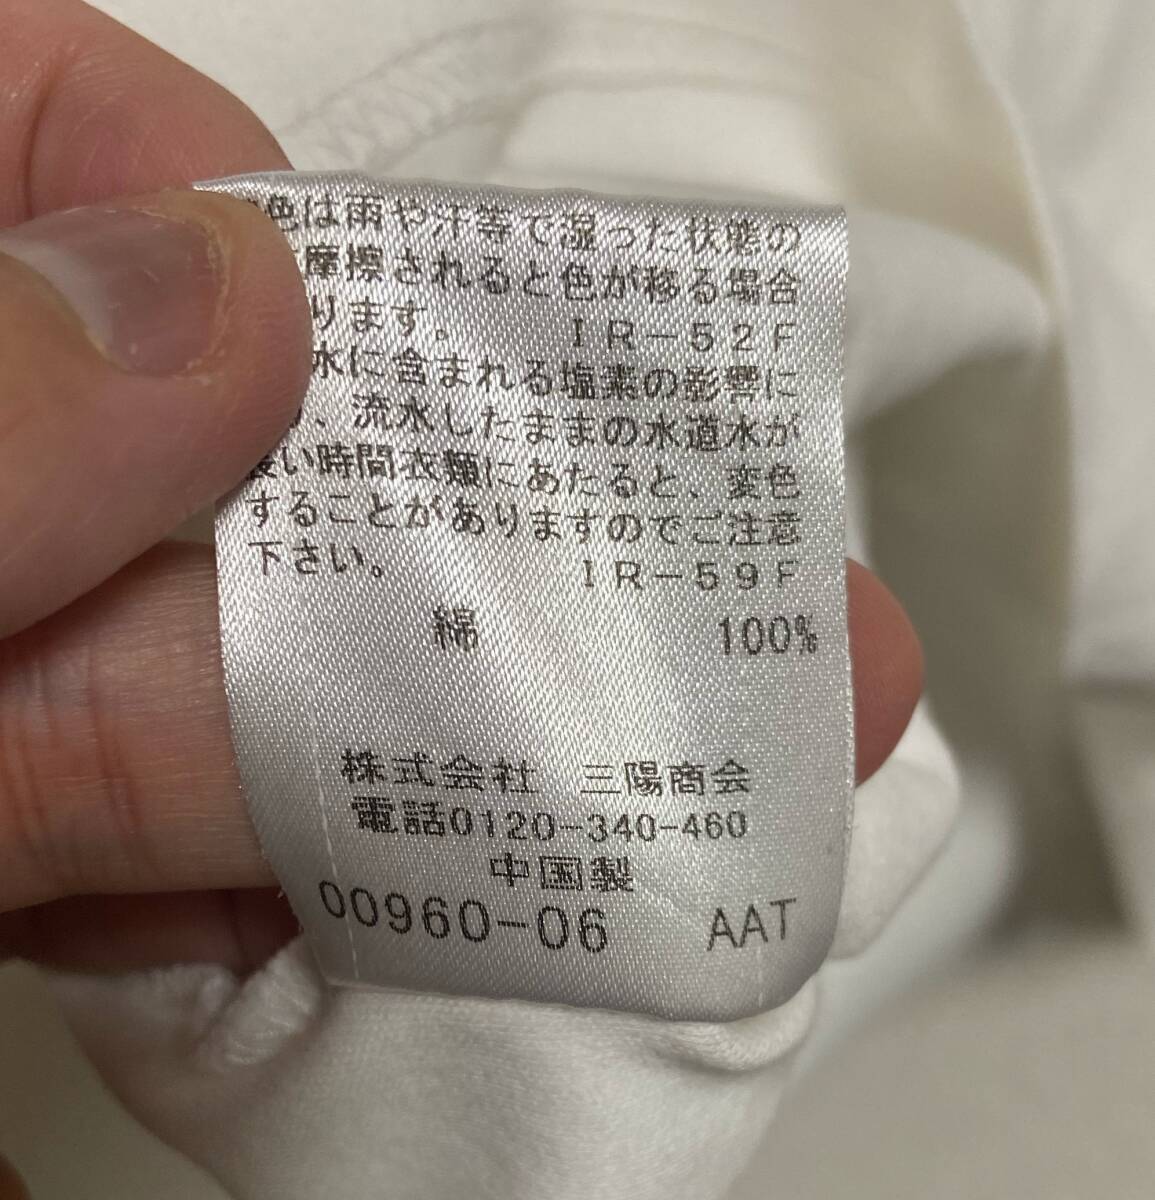 色は雨や汗等で湿った状態の
摩擦されると色が移る場合
ります。 IR-52F
水に含まれる塩素の影響に
、流水したままの水道水が
長い時間衣類にあたると、変色
することがありますのでご注意
下さい。 IR-59F
綿 100%
株式会社 三陽商会
電話0120-340-460
中国製
00960-06 AAT